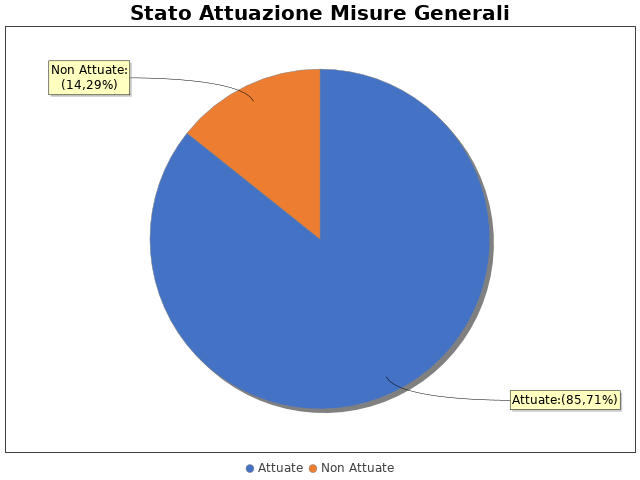 Stato Attuazione Misure Generali
Non Attuate:
(14,29%)
Attuate:(85,71%)
Attuate Non Attuate